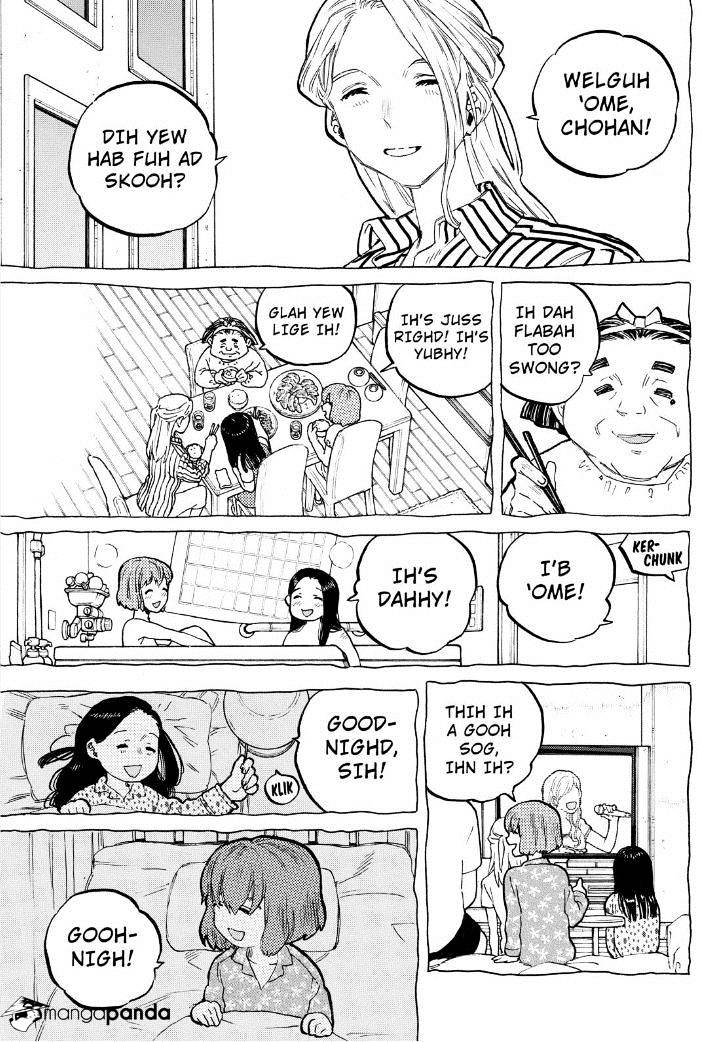 WELGUH
'OME,
CHOHAN!
DIH YEW
HAB FUH AD
SKOOH?
IH DAH
FLABAH
TOO
SWONG?
IH'S JUSS
RIGHD! IH'S
YUBHY!
GLAH YEW
LIGE IH!
KER-
CHUNK
I'B
'OME!
IH'S
DAHHY!
THIH IH
A GOOH
SOG,
IHN IH?
GOOD-
NIGHD,
SIH!
KLIK
GOOH-
NIGH!
mangapanda